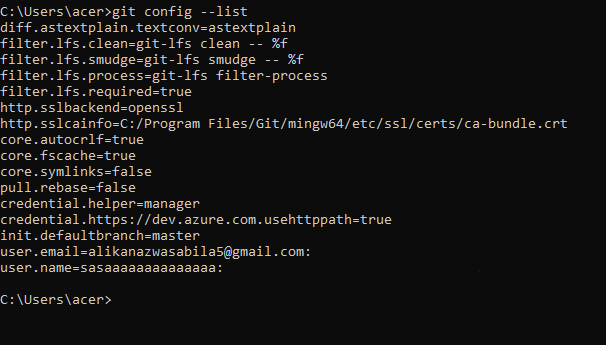 C:\Users\acer>git config --list
diff.astextplain.textconv=astextplain
filter.lfs.clean=git-lfs clean -- %f
filter.lfs.smudge=git-lfs smudge -- %f
filter.lfs.process=git-lfs filter-process
filter.lfs.required=true
http.sslbackend=openssl
http.sslcainfo=C:/Program Files/Git/mingw64/etc/ssl/certs/ca-bundle.crt
core.autocrlf=true
core.fscache=true
core.symlinks=false
pull.rebase=false
credential.helper=manager
credential.https://dev.azure.com.usehttppath=true
init.defaultbranch=master
user.email=alikanazwasabila5@gmail.com:
user.name=sasaaaaaaaaaaaaaa:
C:\Users\acer>